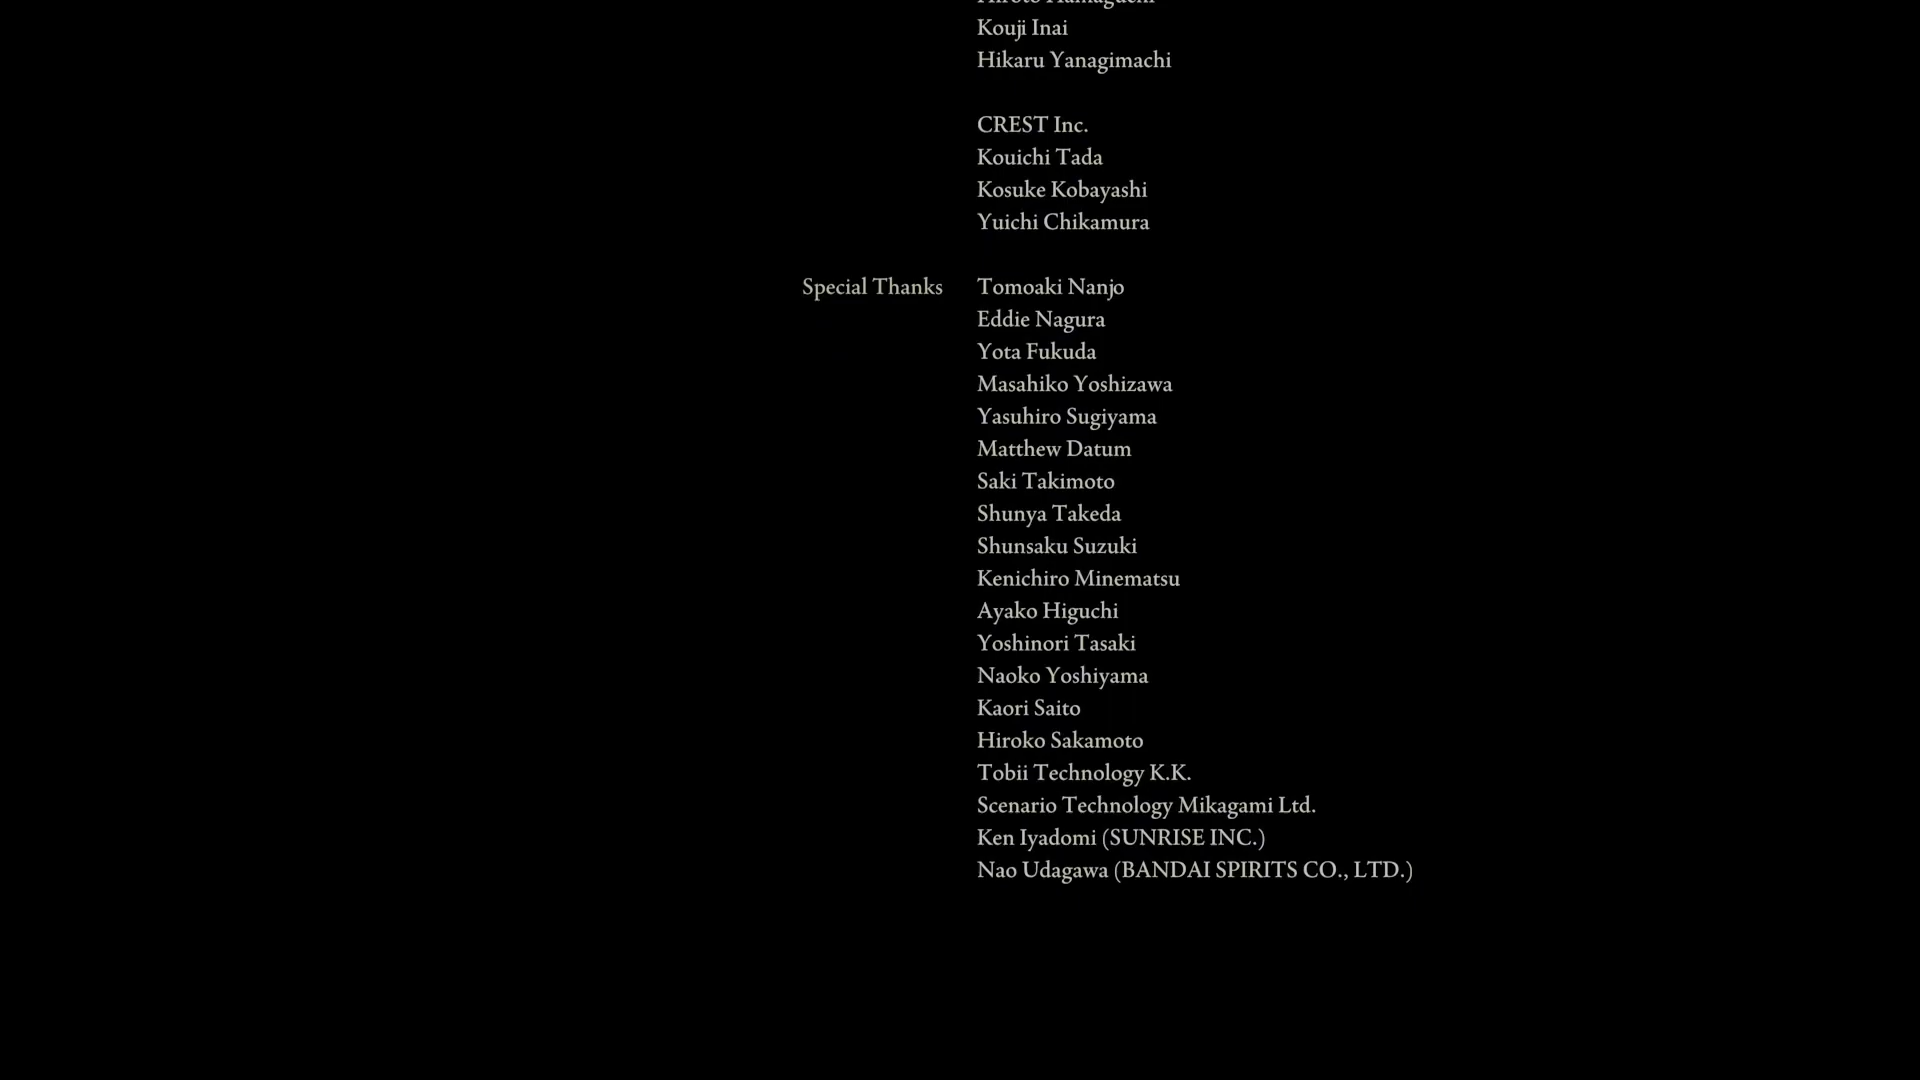 Kouji Inai
Hikaru Yanagimachi
CREST Inc.
Kouichi Tada
Kosuke Kobayashi
Yuichi Chikamura
Special Thanks Tomoaki Nanjo
Eddie Nagura
Yota Fukuda
Masahiko Yoshizawa
Yasuhiro Sugiyama
Matthew Datum
Saki Takimoto
Shunya Takeda
Shunsaku Suzuki
Kenichiro Minematsu
Ayako Higuchi
Yoshinori Tasaki
Naoko Yoshiyama
Kaori Saito
Hiroko Sakamoto
Tobii Technology K.K.
Scenario Technology Mikagami Ltd.
Ken Iyadomi (SUNRISE INC.)
Nao Udagawa (BANDAI SPIRITS CO., LTD.)